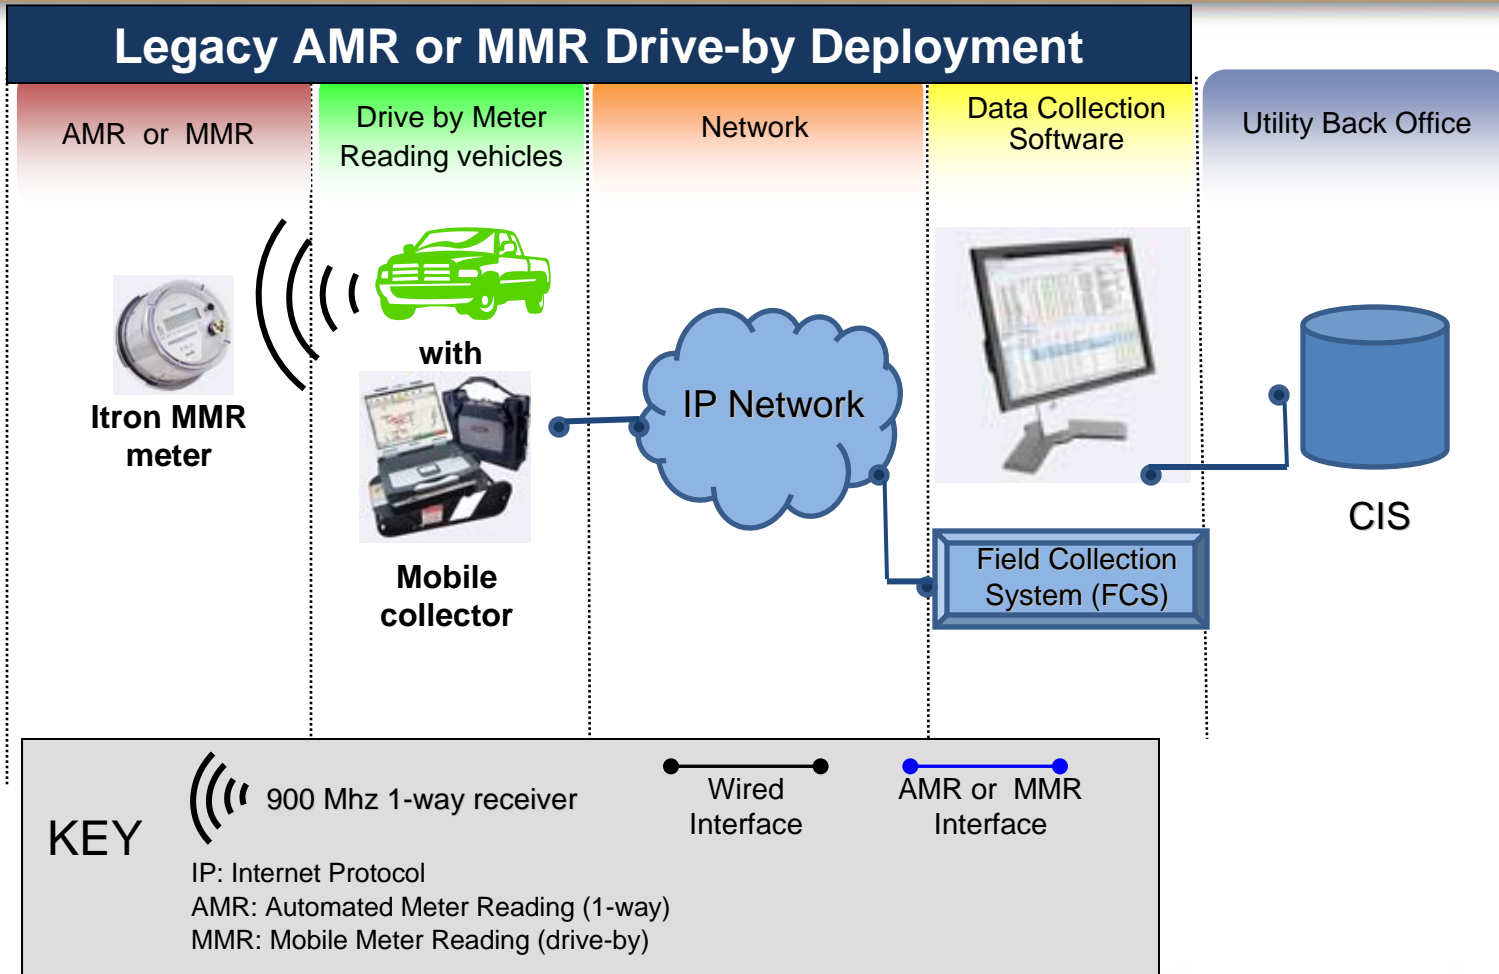 Legacy AMR or MMR Drive-by Deployment
AMR or MMR
Drive by Meter
Reading vehicles
Network
Data Collection
Software
Utility Back Office
with
Itron MMR
meter
IP Network
Mobile
collector
Field Collection
System (FCS)
CIS
KEY
900 Mhz 1-way receiver
Wired
Interface
AMR or MMR
Interface
IP: Internet Protocol
AMR: Automated Meter Reading (1-way)
MMR: Mobile Meter Reading (drive-by)